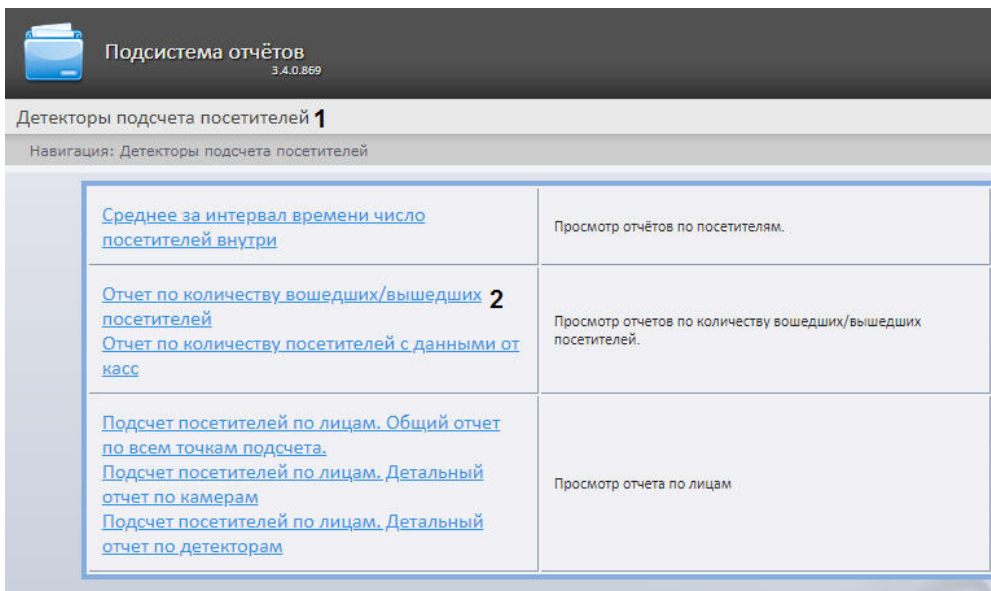 Подсистема отчётов
3.4.0.869
Детекторы подсчета посетителей 1
Навигация: Детекторы подсчета посетителей
Среднее за интервал времени число
посетителей внутри
Просмотр отчётов по посетителям.
Отчет по количеству вошедших/вышедших 2
посетителей
Отчет по количеству посетителей с данными от
касс
Просмотр отчетов по количеству вошедших/вышедших
посетителей.
Подсчет посетителей по лицам. Общий отчет
по всем точкам подсчета.
Подсчет посетителей по лицам. Детальный
отчет по камерам
Подсчет посетителей по лицам. Детальный
отчет по детекторам
Просмотр отчета по лицам